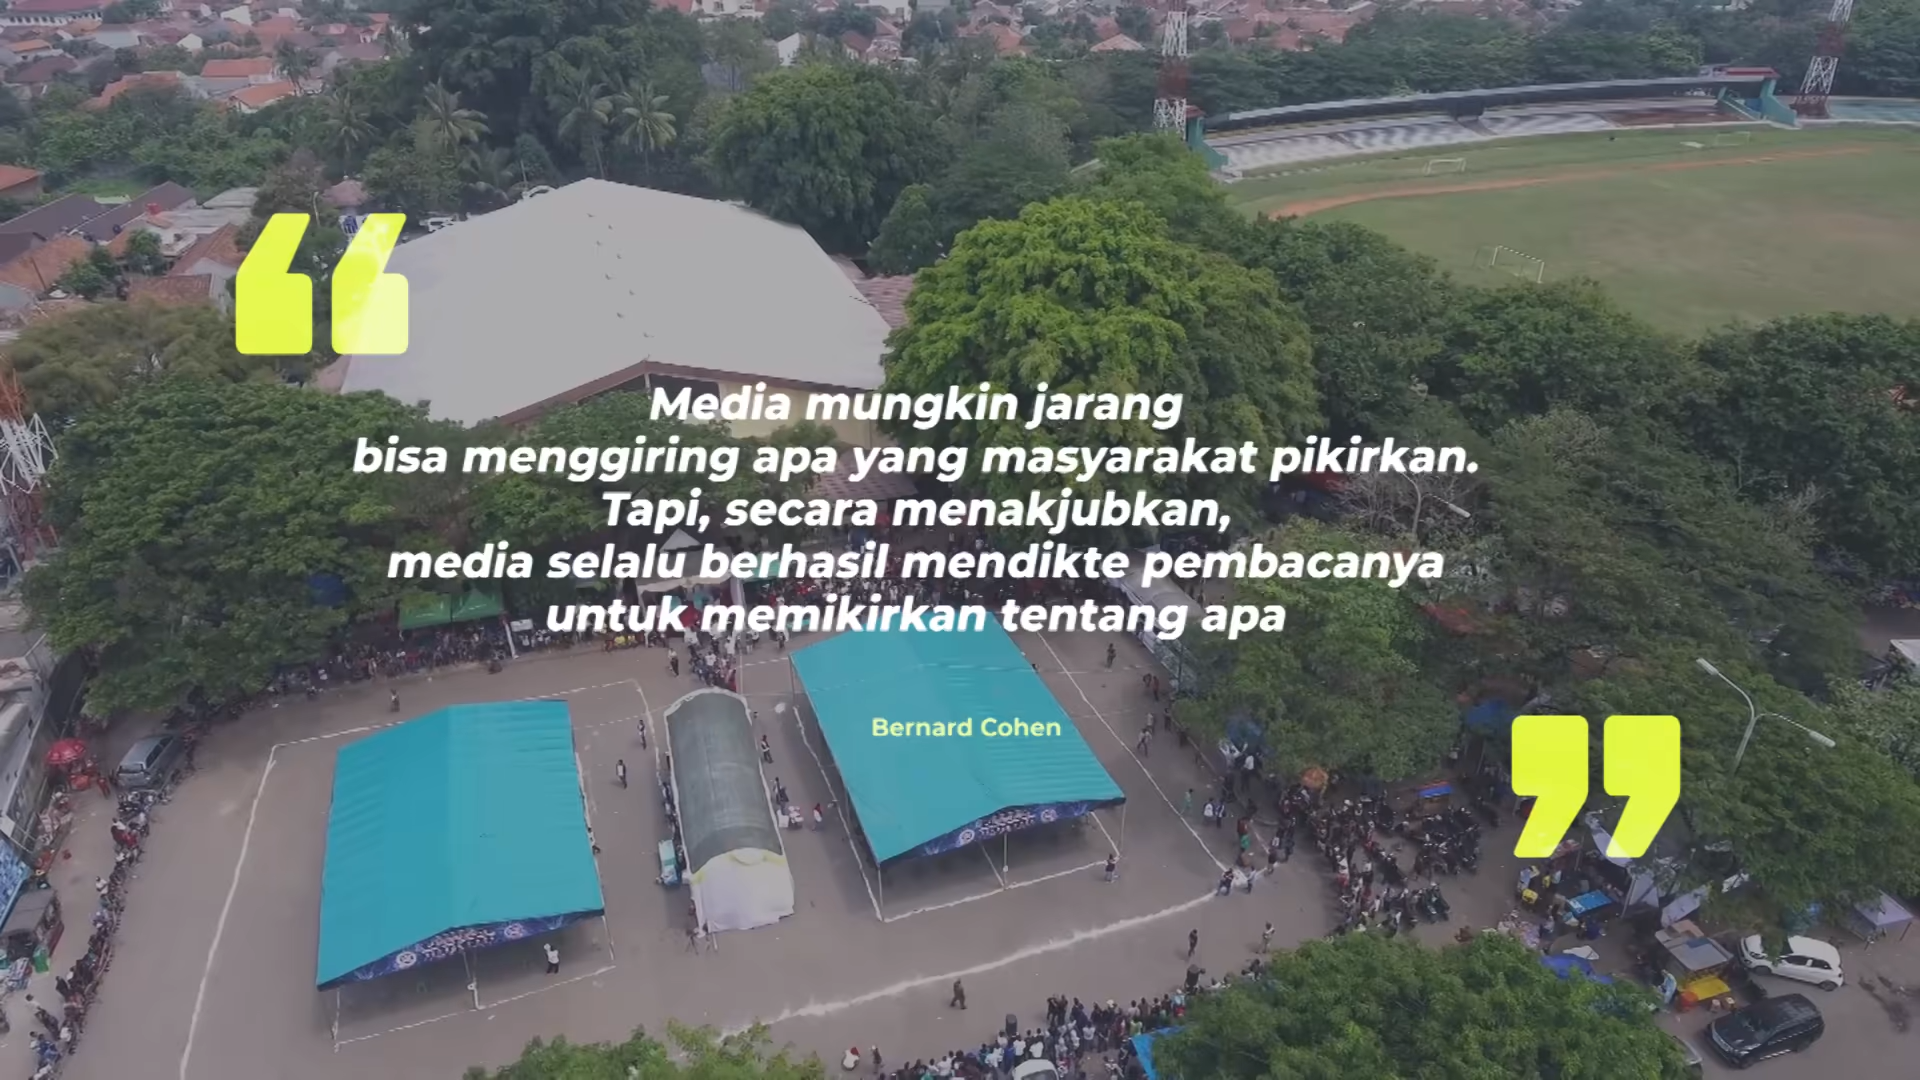 Media mungkin jarang
bisa menggiring apa yang masyarakat pikirkan.
Tapi, secara menakjubkan,
media selalu berhasil mendikte pembacanya
untuk memikirkan tentang apa
Bernard Cohen